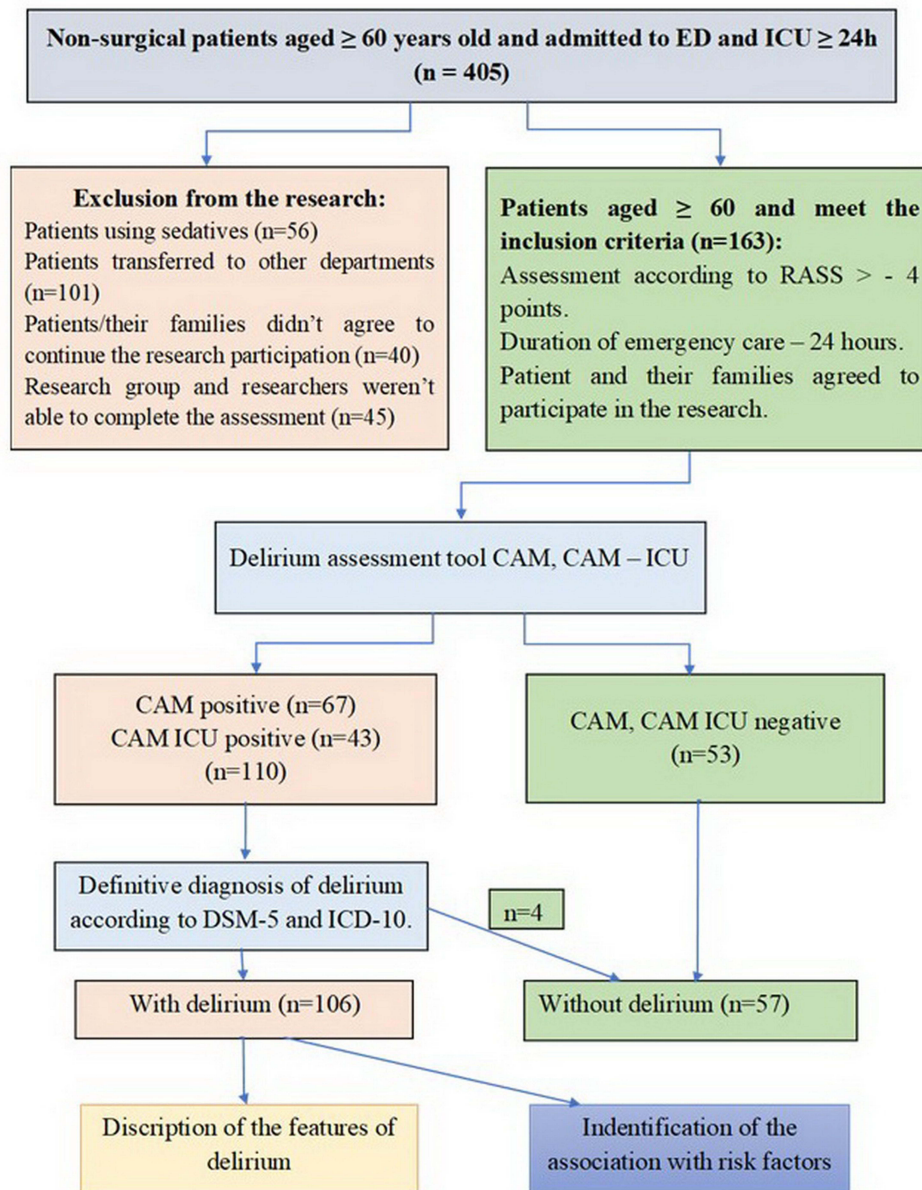 Non-surgical patients aged ≥ 60 years old and admitted to ED and ICU ≥ 24h
(n = 405)
Exclusion from the research:
Patients using sedatives (n=56)
Patients transferred to other departments
(n=101)
Patients/their families didn't agree to
continue the research participation (n=40)
Research group and researchers weren't
able to complete the assessment (n=45)
Patients aged ≥ 60 and meet the
inclusion criteria (n=163):
Assessment according to RASS > - 4
points.
Duration of emergency care – 24 hours.
Patient and their families agreed to
participate in the research.
Delirium assessment tool CAM, CAM – ICU
CAM positive (n=67)
CAM ICU positive (n=43)
(n=110)
CAM, CAM ICU negative
(n=53)
Definitive diagnosis of delirium
according to DSM-5 and ICD-10.
n=4
With delirium (n=106)
Without delirium (n=57)
Discription of the features of
delirium
Indentification of the
association with risk factors